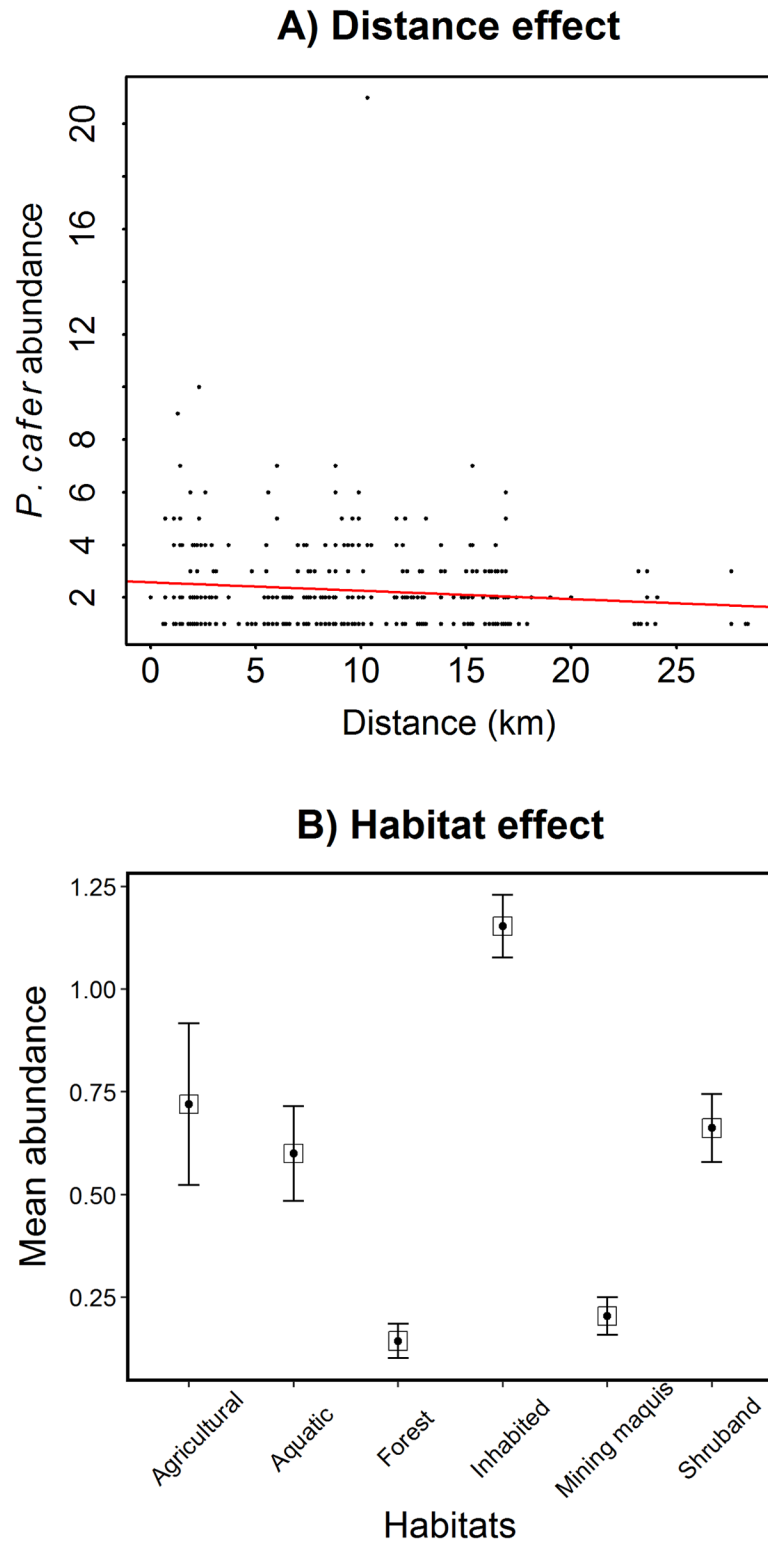 A) Distance effect
P. cafer abundance
20
16
12
8
6
4
2
0 5 10 15 20 25
Distance (km)
B) Habitat effect
Mean abundance
1.25
1.00
0.75
0.50
0.25
Agricultural
Aquatic
Forest
Inhabited
Mining maquis
Shruband
Habitats